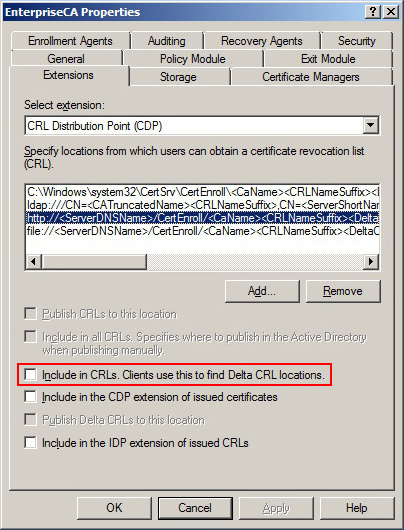 EnterpriseCA Properties
Enrollment Agents Auditing Recovery Agents Security
General Policy Module Exit Module
Extensions Storage Certificate Managers
Select extension:
CRL Distribution Point (CDP)
Specify locations from which users can obtain a certificate revocation list
(CRL).
C:\Windows\system32\CertSrv\CertEnroll\<CaName><CRLNameSuffix><
ldap:///CN=<CATruncatedName><CRLNameSuffix>,CN=<ServerShortName
http://<ServerDNSName>/CertEnroll/<CaName><CRLNameSuffix><Delta
file://<ServerDNSName>/CertEnroll/<CaName><CRLNameSuffix><DeltaC
Add... Remove
Publish CRLs to this location
Include in all CRLs. Specifies where to publish in the Active Directory
when publishing manually.
Include in CRLs. Clients use this to find Delta CRL locations.
Include in the CDP extension of issued certificates
Publish Delta CRLs to this location
Include in the IDP extension of issued CRLs
OK Cancel Apply Help